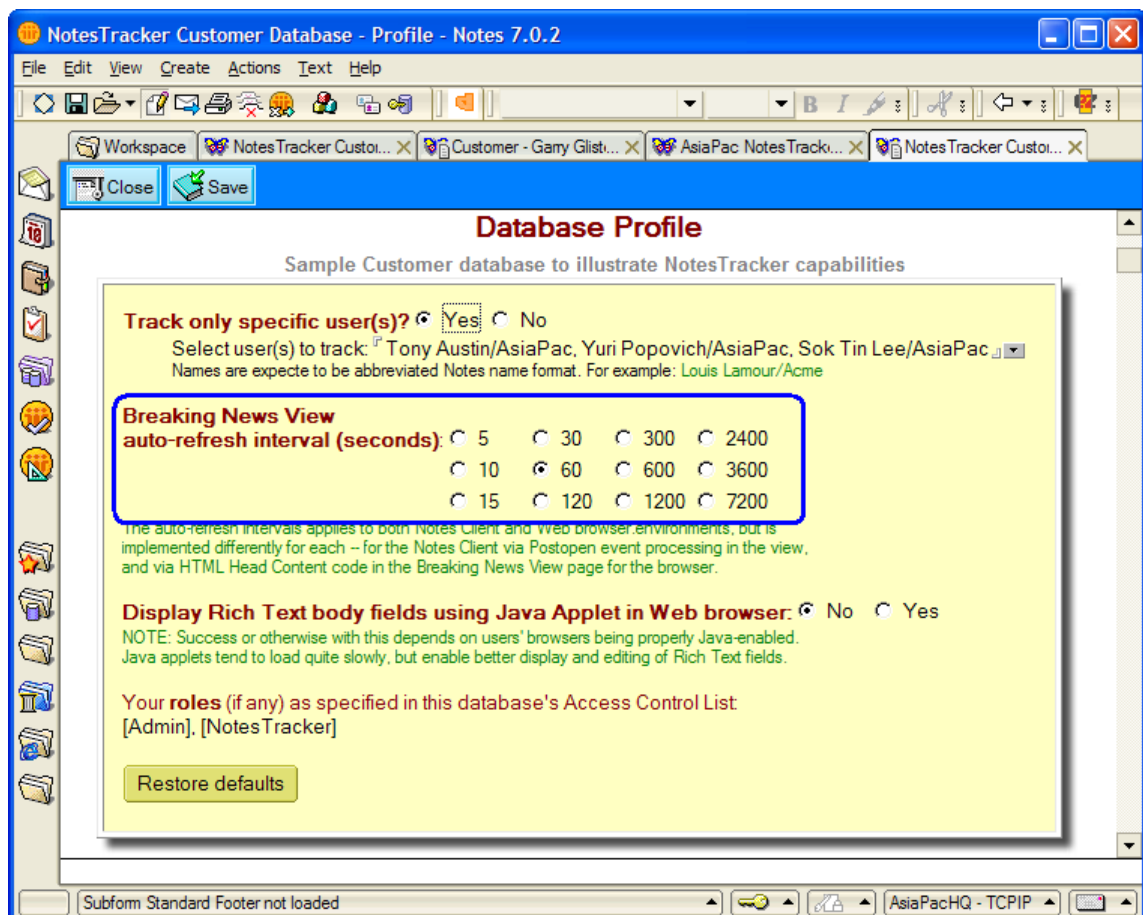 NotesTracker Customer Database - Profile - Notes 7.0.2
File Edit View Create Actions Text Help
B I
Workspace NotesTracker Custor... Customer - Garry Gliste... AsiaPac NotesTracke... NotesTracker Custor...
Close Save
Database Profile
Sample Customer database to illustrate NotesTracker capabilities
Track only specific user(s)? Yes No
Select user(s) to track: Tony Austin/AsiaPac, Yuri Popovich/AsiaPac, Sok Tin Lee/AsiaPac
Names are expecte to be abbreviated Notes name format. For example: Louis Lamour/Acme
Breaking News View
auto-refresh interval (seconds): 5 30 300 2400
10 60 600 3600
15 120 1200 7200
The auto-refresh intervals applies to both Notes Client and Web browser.environments, but is
implemented differently for each -- for the Notes Client via Postopen event processing in the view,
and via HTML Head Content code in the Breaking News View page for the browser.
Display Rich Text body fields using Java Applet in Web browser: No Yes
NOTE: Success or otherwise with this depends on users' browsers being properly Java-enabled.
Java applets tend to load quite slowly, but enable better display and editing of Rich Text fields.
Your roles (if any) as specified in this database's Access Control List:
[Admin], [NotesTracker]
Restore defaults
Subform Standard Footer not loaded AsiaPacHQ - TCPIP